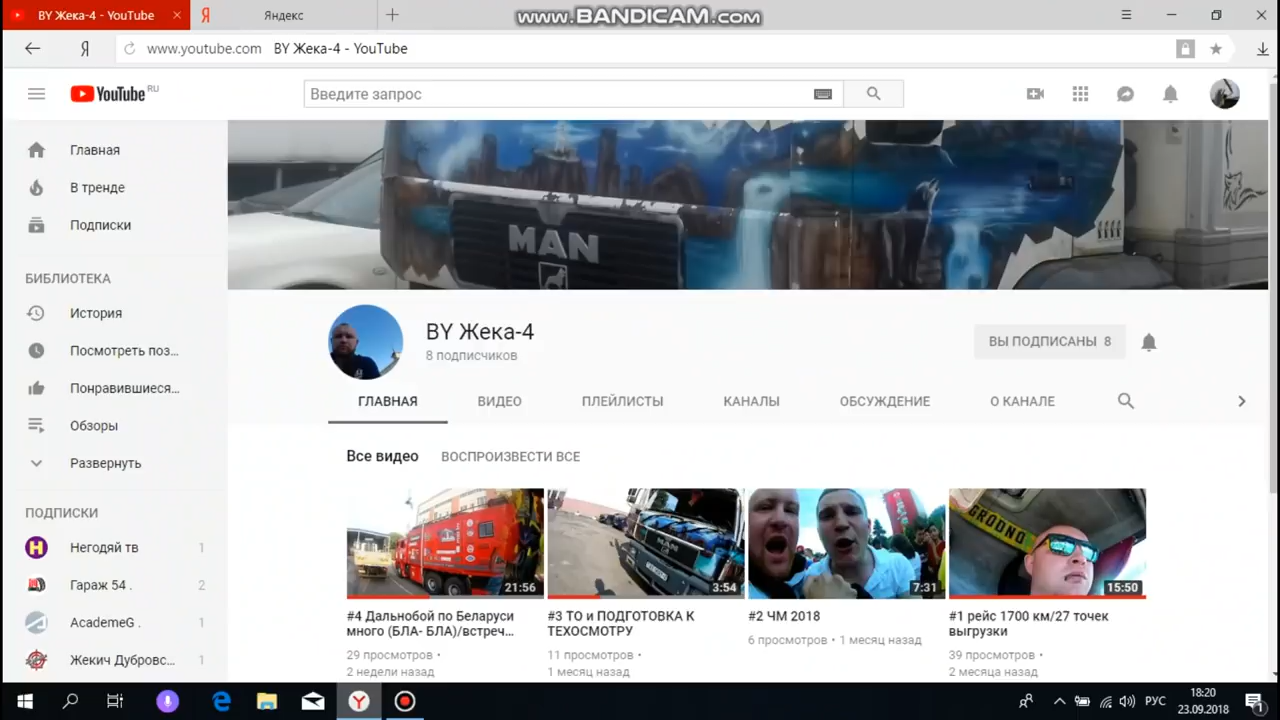 BY Жека-4 - YouTube
Яндекс
www.BANDICAM.com
www.youtube.com BY Жека-4 - YouTube
YouTube RU
Введите запрос
Главная
В тренде
Подписки
БИБЛИОТЕКА
История
Посмотреть поз...
Понравившиеся...
Обзоры
Развернуть
ПОДПИСКИ
Негодяй тв 1
Гараж 54 . 2
AcademeG . 1
Жекич Дубровс... 1
MAN
BY Жека-4
8 подписчиков
ВЫ ПОДПИСАНЫ 8
ГЛАВНАЯ ВИДЕО ПЛЕЙЛИСТЫ КАНАЛЫ ОБСУЖДЕНИЕ О КАНАЛЕ
Все видео ВОСПРОИЗВЕСТИ ВСЕ
GRODNO
21:56 3:54 7:31 15:50
#4 Дальнобой по Беларуси
много (БЛА- БЛА)/встреч...
29 просмотров •
2 недели назад
#3 ТО и ПОДГОТОВКА К
ТЕХОСМОТРУ
11 просмотров •
1 месяц назад
#2 ЧМ 2018
6 просмотров • 1 месяц назад
#1 рейс 1700 км/27 точек
выгрузки
39 просмотров •
2 месяца назад
РУС
18:20
23.09.2018
1